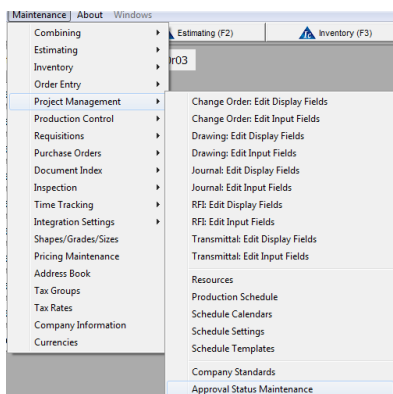 Maintenance About Windows
Estimating (F2) Inventory (F3)
r03
Combining
Estimating
Inventory
Order Entry
Project Management
Production Control
Requisitions
Purchase Orders
Document Index
Inspection
Time Tracking
Integration Settings
Shapes/Grades/Sizes
Pricing Maintenance
Address Book
Tax Groups
Tax Rates
Company Information
Currencies
Change Order: Edit Display Fields
Change Order: Edit Input Fields
Drawing: Edit Display Fields
Drawing: Edit Input Fields
Journal: Edit Display Fields
Journal: Edit Input Fields
RFI: Edit Display Fields
RFI: Edit Input Fields
Transmittal: Edit Display Fields
Transmittal: Edit Input Fields
Resources
Production Schedule
Schedule Calendars
Schedule Settings
Schedule Templates
Company Standards
Approval Status Maintenance